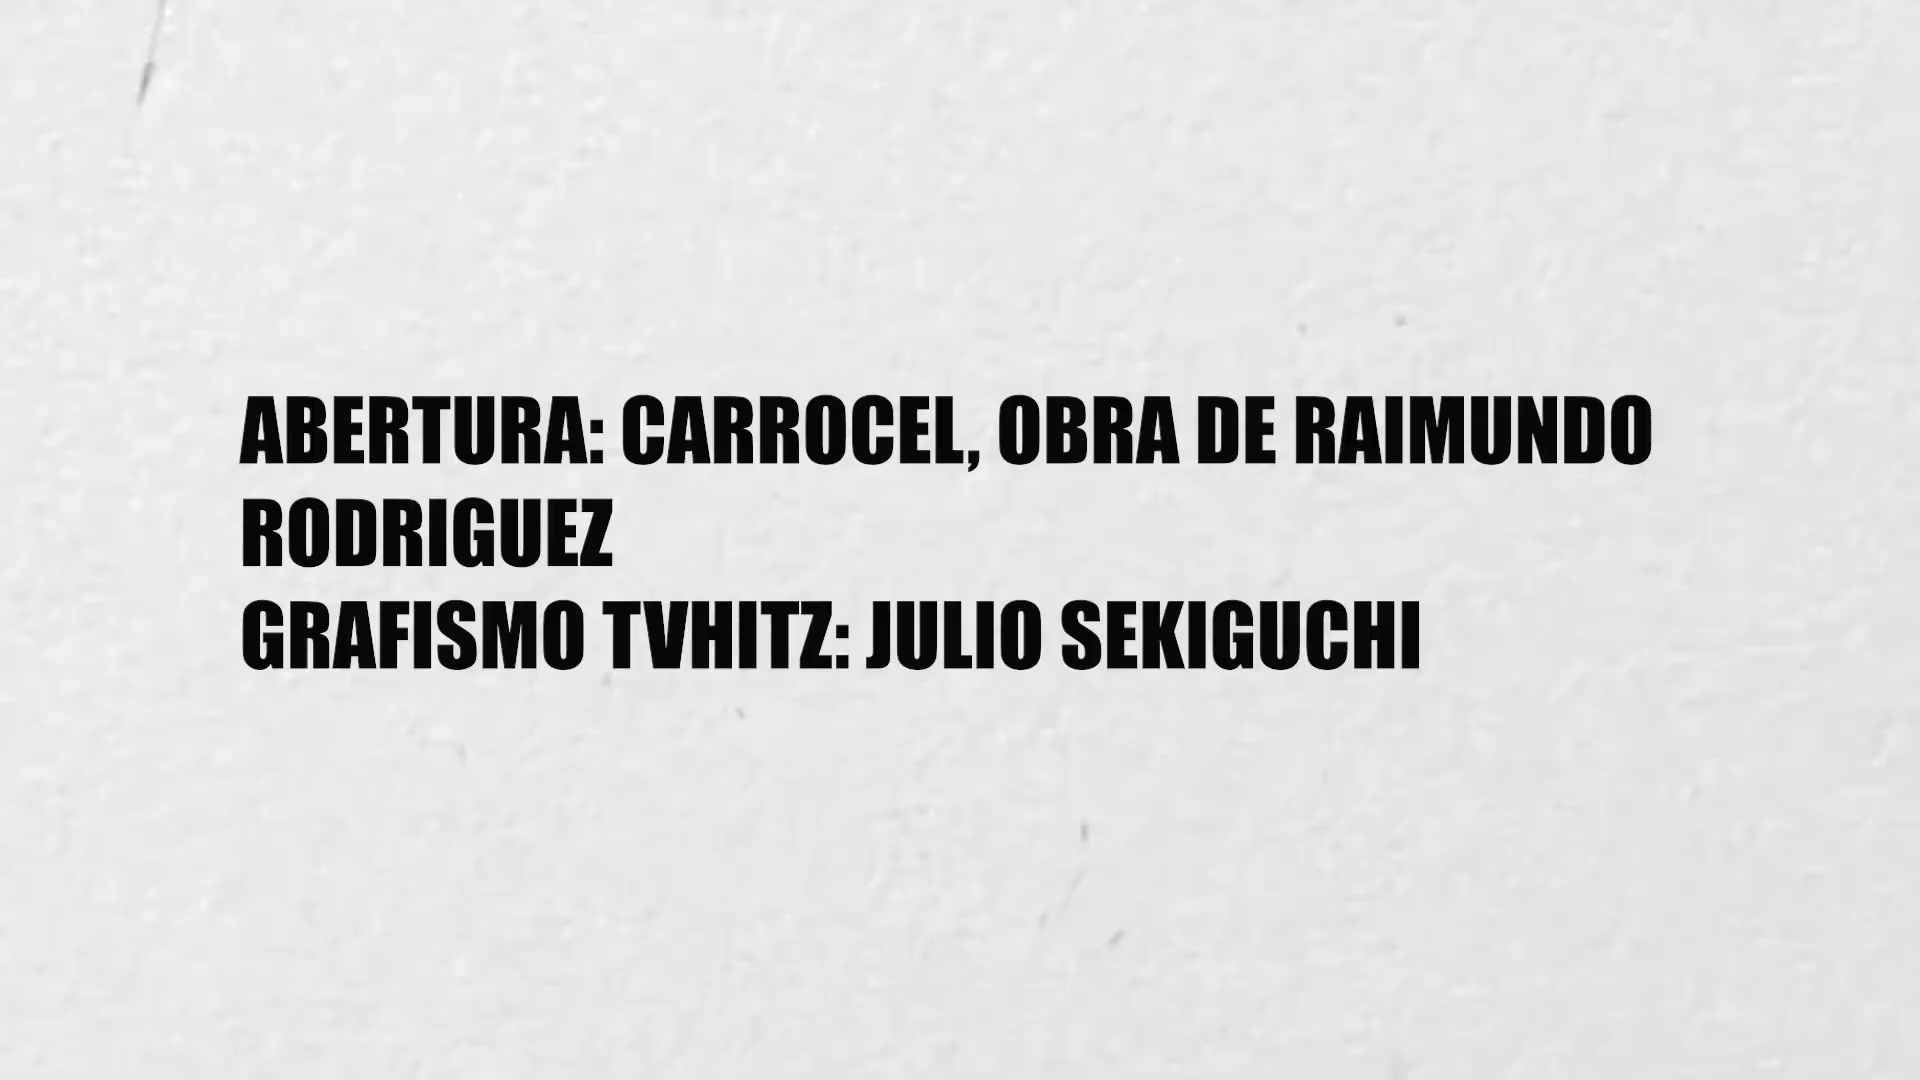 ABERTURA: CARROCEL, OBRA DE RAIMUNDO
RODRIGUEZ
GRAFISMO TVHITZ: JULIO SEKIGUCHI